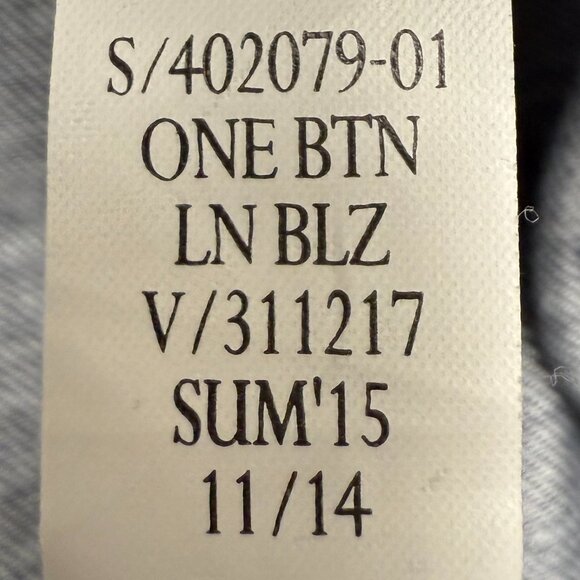 S/402079-01
ONE BTN
LN BLZ
V/311217
SUM'15
11/14